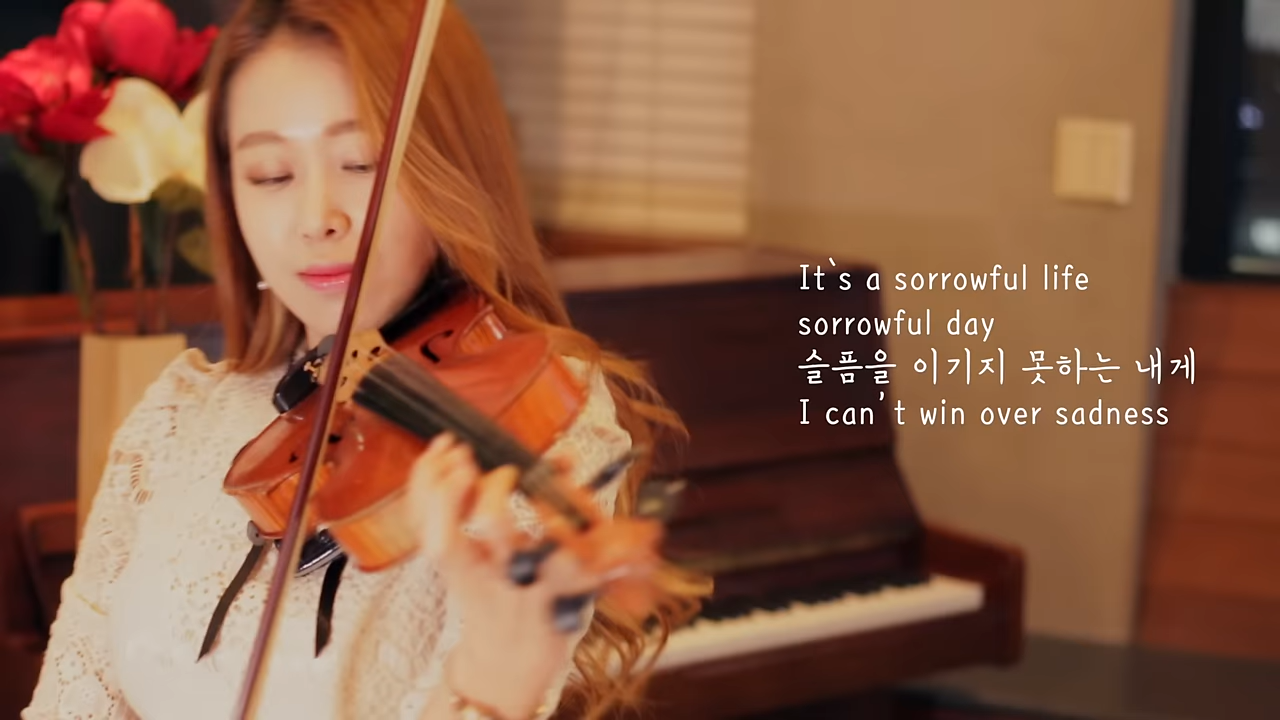 It`s a sorrowful life
sorrowful day
슬픔을 이기지 못하는 내게
I can't win over sadness